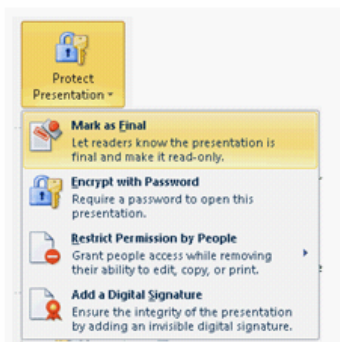 Protect
Presentation
Mark as Final
Let readers know the presentation is
final and make it read-only.
Encrypt with Password
Require a password to open this
presentation.
Restrict Permission by People
Grant people access while removing
their ability to edit, copy, or print.
Add a Digital Signature
Ensure the integrity of the presentation
by adding an invisible digital signature.